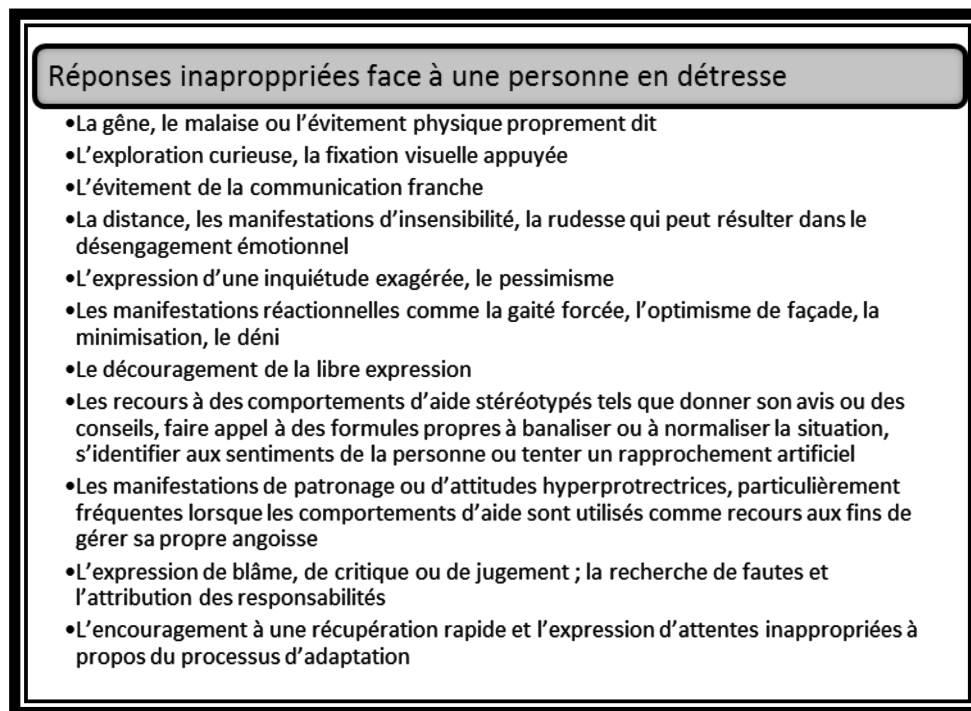 Réponses inaproppriées face à une personne en détresse
•La gêne, le malaise ou l’évitement physique proprement dit
•L’exploration curieuse, la fixation visuelle appuyée
•L’évitement de la communication franche
•La distance, les manifestations d’insensibilité, la rudesse qui peut résulter dans le
désengagement émotionnel
•L’expression d’une inquiétude exagérée, le pessimisme
•Les manifestations réactionnelles comme la gaité forcée, l’optimisme de façade, la
minimisation, le déni
•Le découragement de la libre expression
•Les recours à des comportements d’aide stéréotypés tels que donner son avis ou des
conseils, faire appel à des formules propres à banaliser ou à normaliser la situation,
s’identifier aux sentiments de la personne ou tenter un rapprochement artificiel
•Les manifestations de patronage ou d’attitudes hyperprotrectrices, particulièrement
fréquentes lorsque les comportements d’aide sont utilisés comme recours aux fins de
gérer sa propre angoisse
•L’expression de blâme, de critique ou de jugement ; la recherche de fautes et
l’attribution des responsabilités
•L’encouragement à une récupération rapide et l’expression d’attentes inappropriées à
propos du processus d’adaptation